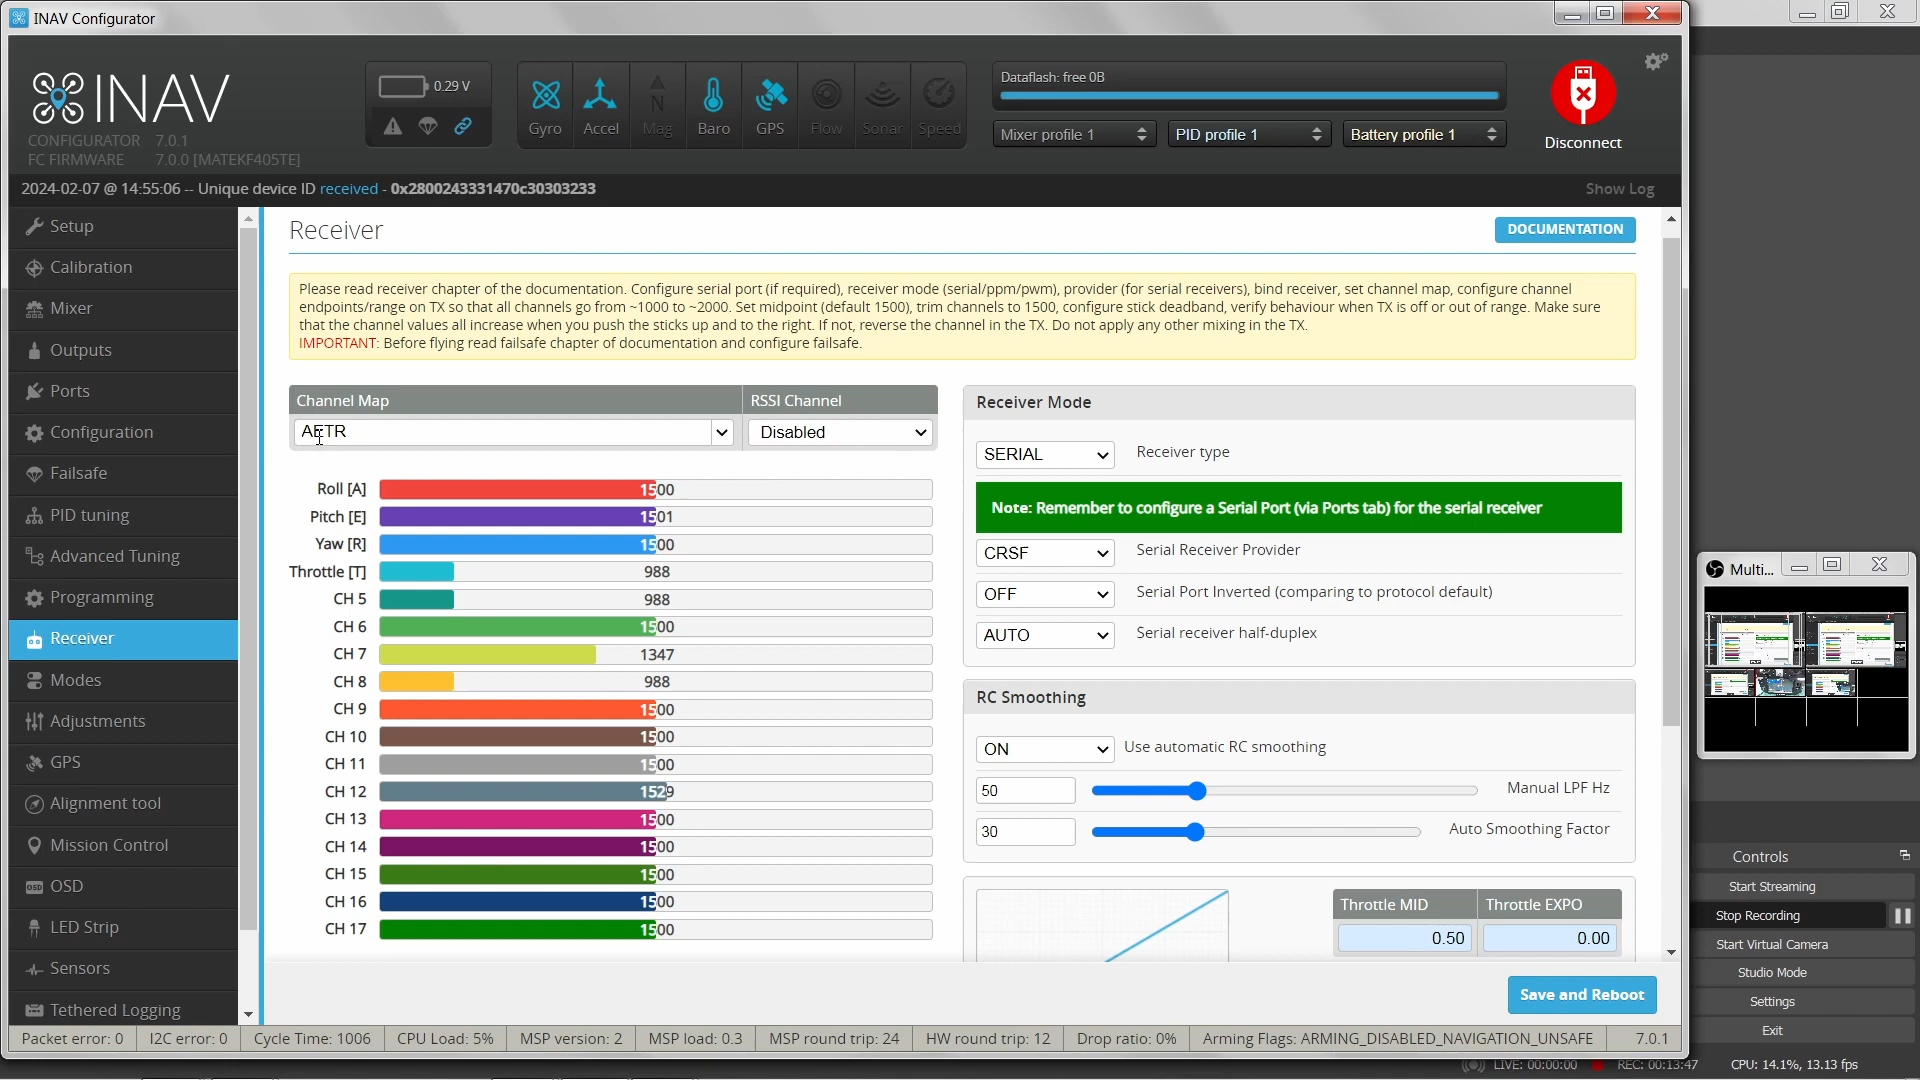 INAV Configurator
INAV
CONFIGURATOR 7.0.1
FC FIRMWARE 7.0.0 [MATEKF405TE]
0.29 V
Gyro
Accel
Mag
Baro
GPS
Flow
Sonar
Speed
Dataflash: free 0B
Mixer profile 1
PID profile 1
Battery profile 1
Disconnect
2024-02-07 @ 14:55:06 -- Unique device ID received - 0x2800243331470c30303233
Show Log
Setup
Calibration
Mixer
Outputs
Ports
Configuration
Failsafe
PID tuning
Advanced Tuning
Programming
Receiver
Modes
Adjustments
GPS
Alignment tool
Mission Control
OSD
LED Strip
Sensors
Tethered Logging
Receiver
DOCUMENTATION
Please read receiver chapter of the documentation. Configure serial port (if required), receiver mode (serial/ppm/pwm), provider (for serial receivers), bind receiver, set channel map, configure channel
endpoints/range on TX so that all channels go from ~1000 to ~2000. Set midpoint (default 1500), trim channels to 1500, configure stick deadband, verify behaviour when TX is off or out of range. Make sure
that the channel values all increase when you push the sticks up and to the right. If not, reverse the channel in the TX. Do not apply any other mixing in the TX.
IMPORTANT: Before flying read failsafe chapter of documentation and configure failsafe.
Channel Map
RSSI Channel
AETR
Disabled
Roll [A] 1500
Pitch [E] 1501
Yaw [R] 1500
Throttle [T] 988
CH 5 988
CH 6 1500
CH 7 1347
CH 8 988
CH 9 1500
CH 10 1500
CH 11 1500
CH 12 1529
CH 13 1500
CH 14 1500
CH 15 1500
CH 16 1500
CH 17 1500
Receiver Mode
SERIAL Receiver type
Note: Remember to configure a Serial Port (via Ports tab) for the serial receiver
CRSF Serial Receiver Provider
OFF Serial Port Inverted (comparing to protocol default)
AUTO Serial receiver half-duplex
RC Smoothing
ON Use automatic RC smoothing
50 Manual LPF Hz
30 Auto Smoothing Factor
Throttle MID Throttle EXPO
0.50 0.00
Save and Reboot
Packet error: 0 I2C error: 0 Cycle Time: 1006 CPU Load: 5% MSP version: 2 MSP load: 0.3 MSP round trip: 24 HW round trip: 12 Drop ratio: 0% Arming Flags: ARMING_DISABLED_NAVIGATION_UNSAFE 7.0.1
Multi...
Controls
Start Streaming
Stop Recording
Start Virtual Camera
Studio Mode
Settings
Exit
LIVE: 00:00:00 REC: 00:13:47 CPU: 14.1%, 13.13 fps